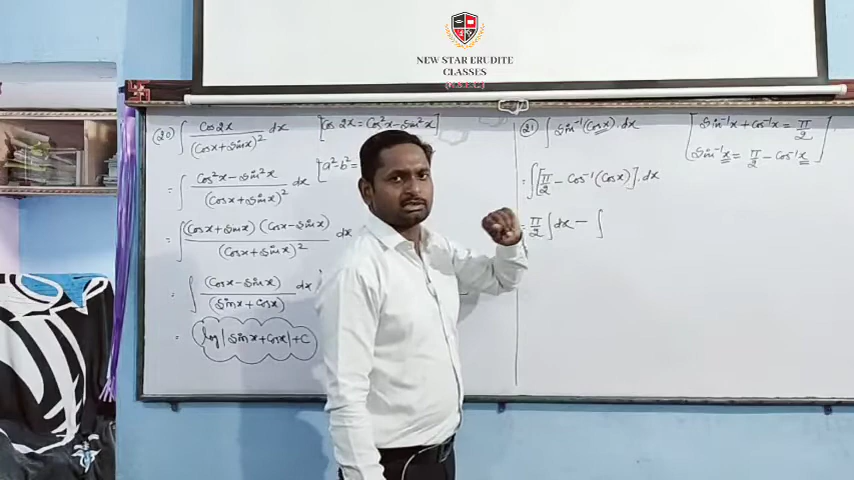 NEW STAR ERUDITE
CLASSES
20) ∫ Cos2x / (Cosx + Sinx)² dx
[Cos 2x = Cos²x - Sin²x]
[a²-b² =
= ∫ Cos²x - Sin²x / (Cosx + Sinx)² dx
= ∫ (Cosx + Sinx) (Cosx - Sinx) / (Cosx + Sinx)² dx
= ∫ (Cosx - Sinx) / (Sinx + Cosx) dx
= log|Sinx + Cosx| + C
21) ∫ Sin⁻¹(Cosx).dx
[Sin⁻¹x + Cos⁻¹x = π/2
Sin⁻¹x = π/2 - Cos⁻¹x]
= ∫[π/2 - Cos⁻¹(Cosx)].dx
= π/2 ∫dx - ∫